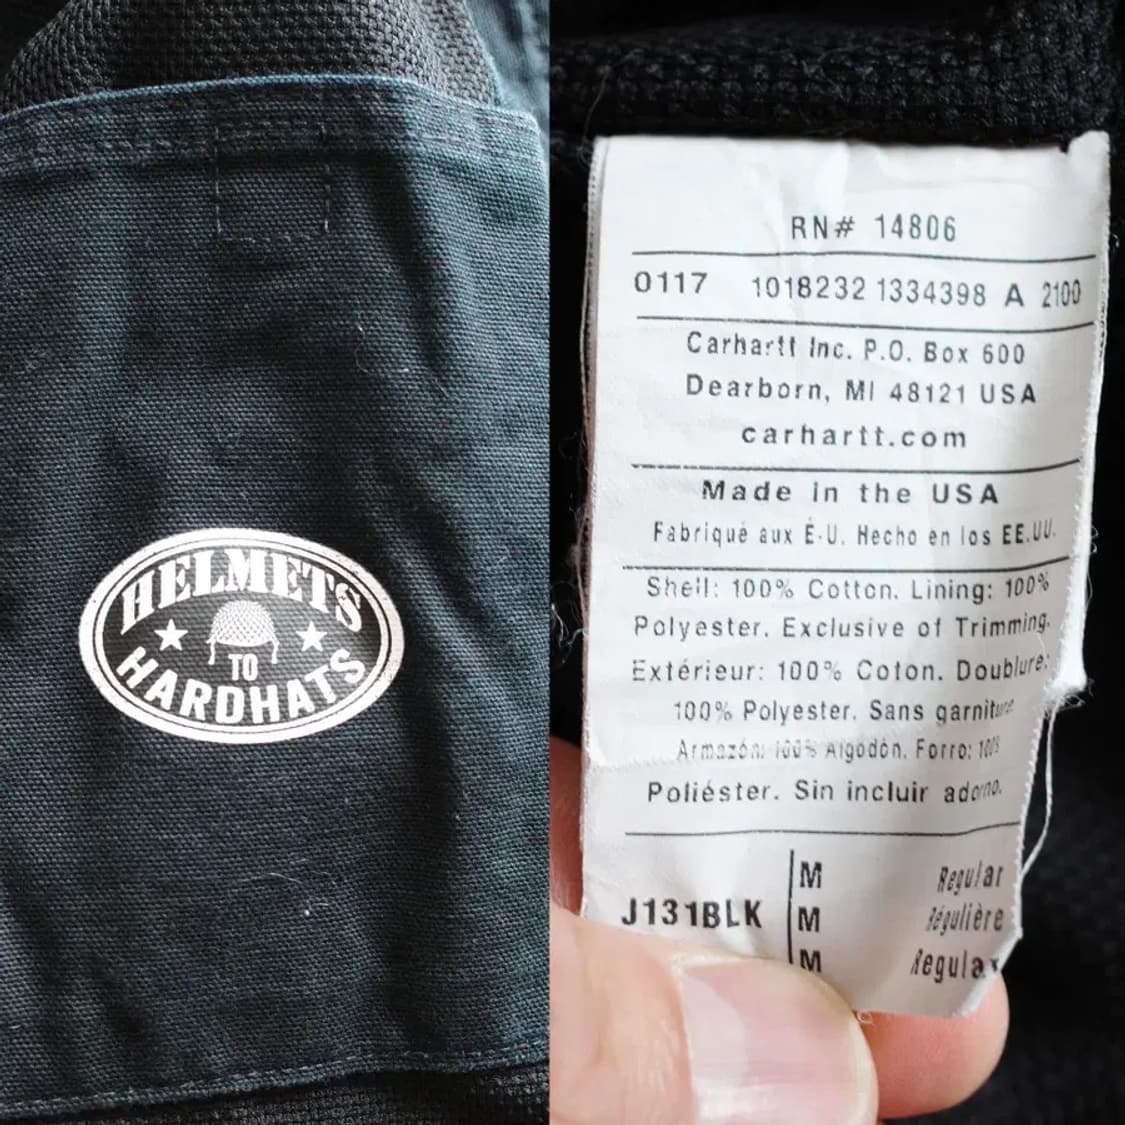 HELMETS
TO
HARDHATS
RN# 14806
0117 1018232 1334398 A 2100
Carhartt Inc. P.O. Box 600
Dearborn, MI 48121 USA
carhartt.com
Made in the USA
Fabriqué aux É-U. Hecho en los EE.UU.
Shell: 100% Cotton. Lining: 100%
Polyester. Exclusive of Trimming.
Extérieur: 100% Coton. Doublure:
100% Polyester. Sans garniture
Armazón: 100% Algodón. Forro: 100%
Poliéster. Sin incluir adorno.
J131BLK
M Regular
M Régulière
M Regular